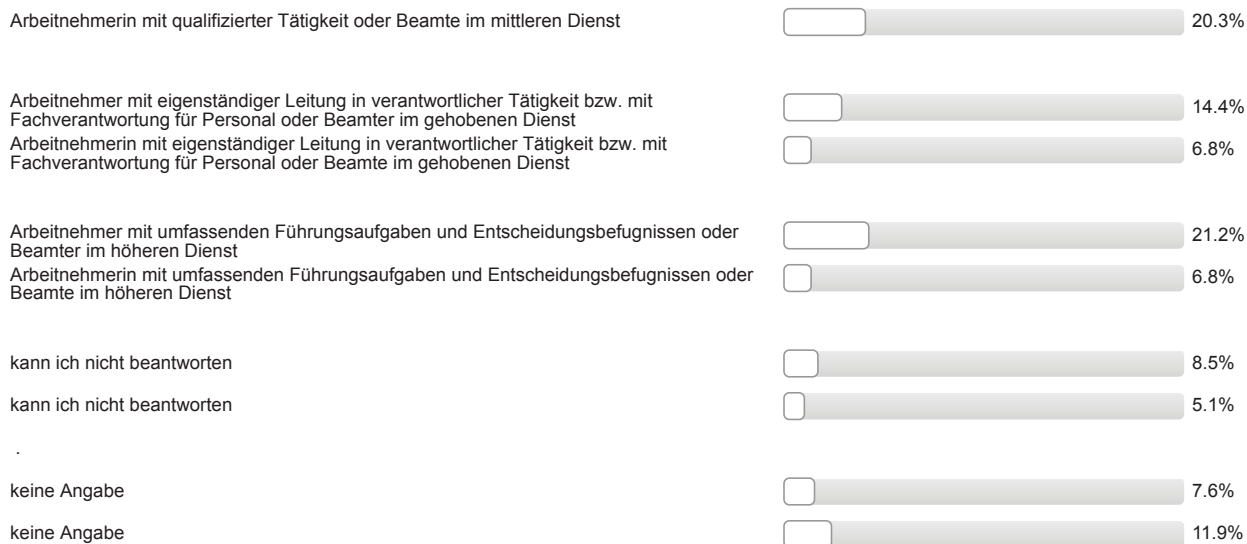 Arbeitnehmerin mit qualifizierter Tätigkeit oder Beamte im mittleren Dienst 20.3%
Arbeitnehmer mit eigenständiger Leitung in verantwortlicher Tätigkeit bzw. mit
Fachverantwortung für Personal oder Beamter im gehobenen Dienst 14.4%
Arbeitnehmerin mit eigenständiger Leitung in verantwortlicher Tätigkeit bzw. mit
Fachverantwortung für Personal oder Beamte im gehobenen Dienst 6.8%
Arbeitnehmer mit umfassenden Führungsaufgaben und Entscheidungsbefugnissen oder
Beamter im höheren Dienst 21.2%
Arbeitnehmerin mit umfassenden Führungsaufgaben und Entscheidungsbefugnissen oder
Beamte im höheren Dienst 6.8%
kann ich nicht beantworten 8.5%
kann ich nicht beantworten 5.1%
.
keine Angabe 7.6%
keine Angabe 11.9%